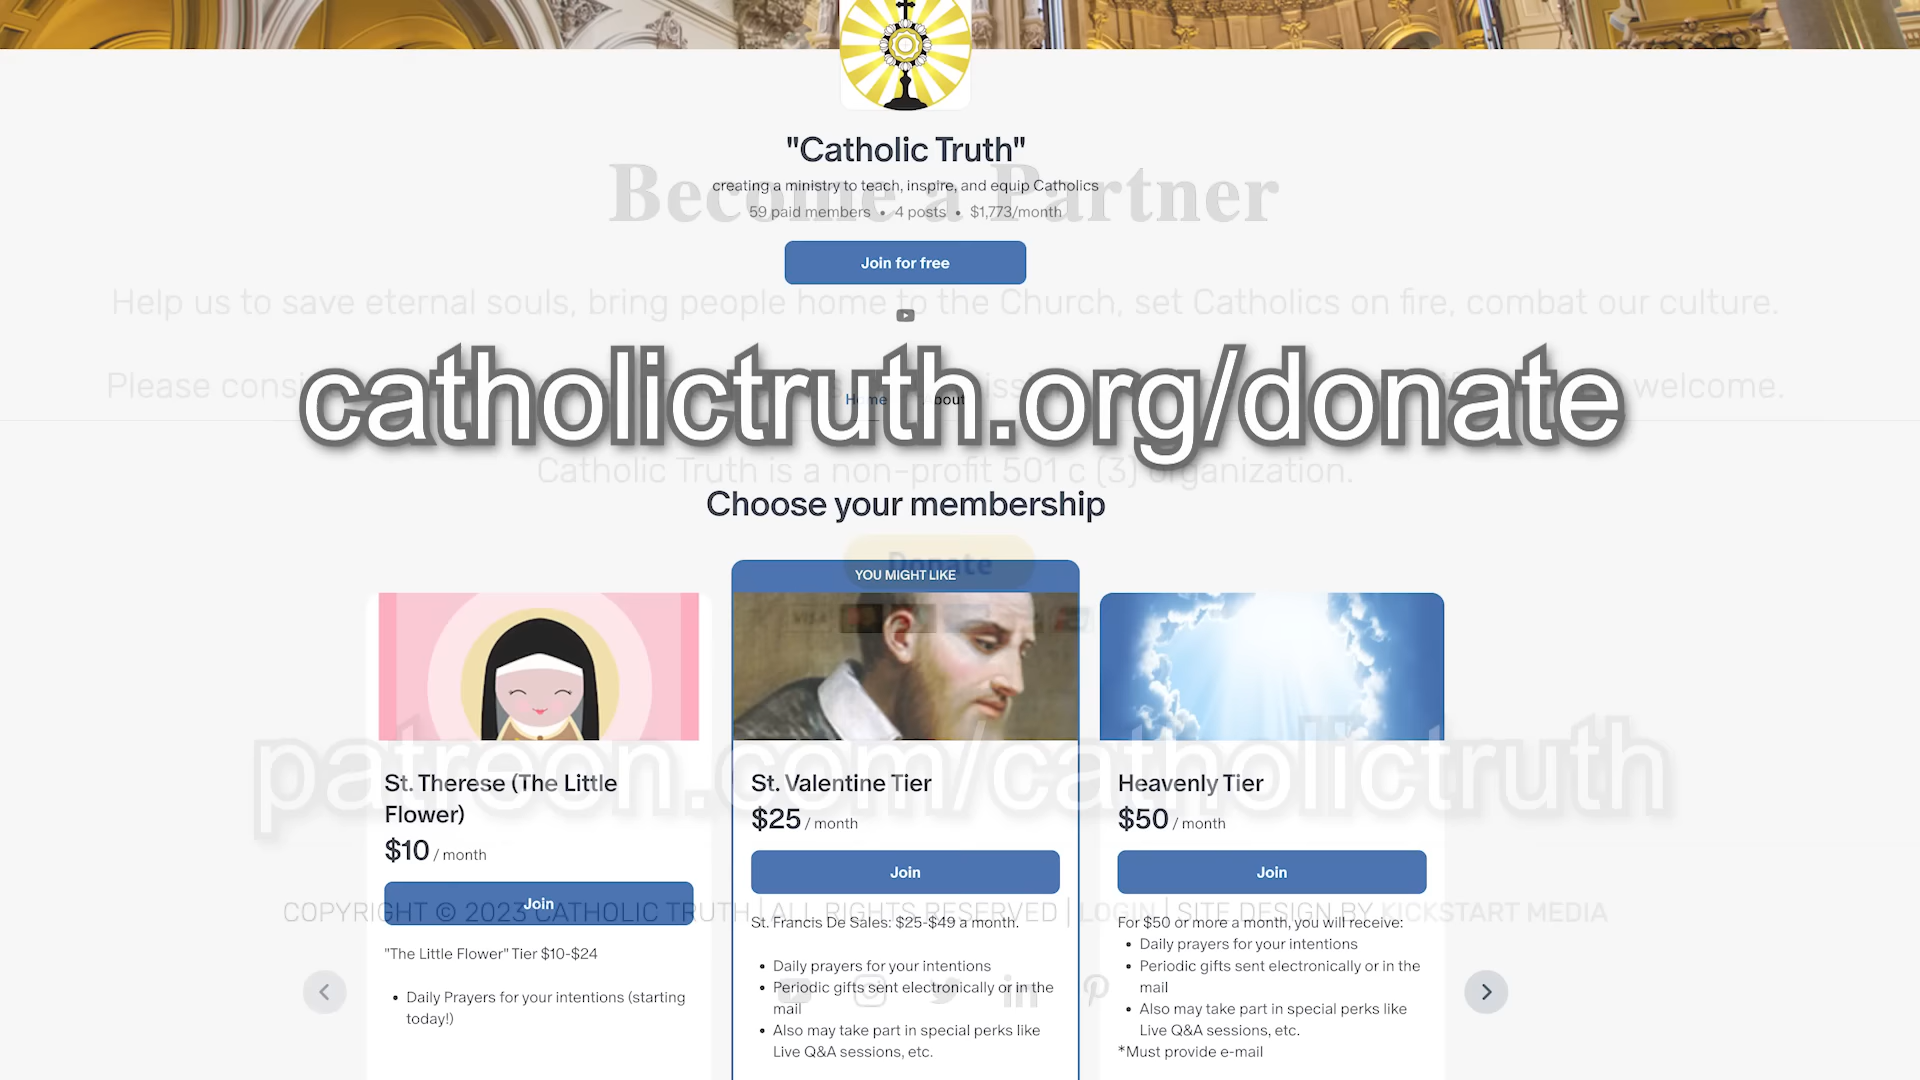 "Catholic Truth"
Become a Partner
creating a ministry to teach, inspire, and equip Catholics
59 paid members • 4 posts • $1,773/month
Join for free
Help us to save eternal souls, bring people home to the Church, set Catholics on fire, combat our culture.
Please welcome.
Home About
catholictruth.org/donate
Catholic Truth is a non-profit 501 c (3) organization.
Choose your membership
Donate
YOU MIGHT LIKE
VISA
patreon.com/catholictruth
St. Therese (The Little
Flower)
$10 / month
Join
"The Little Flower" Tier $10-$24
• Daily Prayers for your intentions (starting
today!)
St. Valentine Tier
$25 / month
Join
St. Francis De Sales: $25-$49 a month.
• Daily prayers for your intentions
• Periodic gifts sent electronically or in the
mail
• Also may take part in special perks like
Live Q&A sessions, etc.
Heavenly Tier
$50 / month
Join
For $50 or more a month, you will receive:
• Daily prayers for your intentions
• Periodic gifts sent electronically or in the
mail
• Also may take part in special perks like
Live Q&A sessions, etc.
*Must provide e-mail
COPYRIGHT © 2023 CATHOLIC TRUTH | ALL RIGHTS RESERVED | LOGIN | SITE DESIGN BY KICKSTART MEDIA